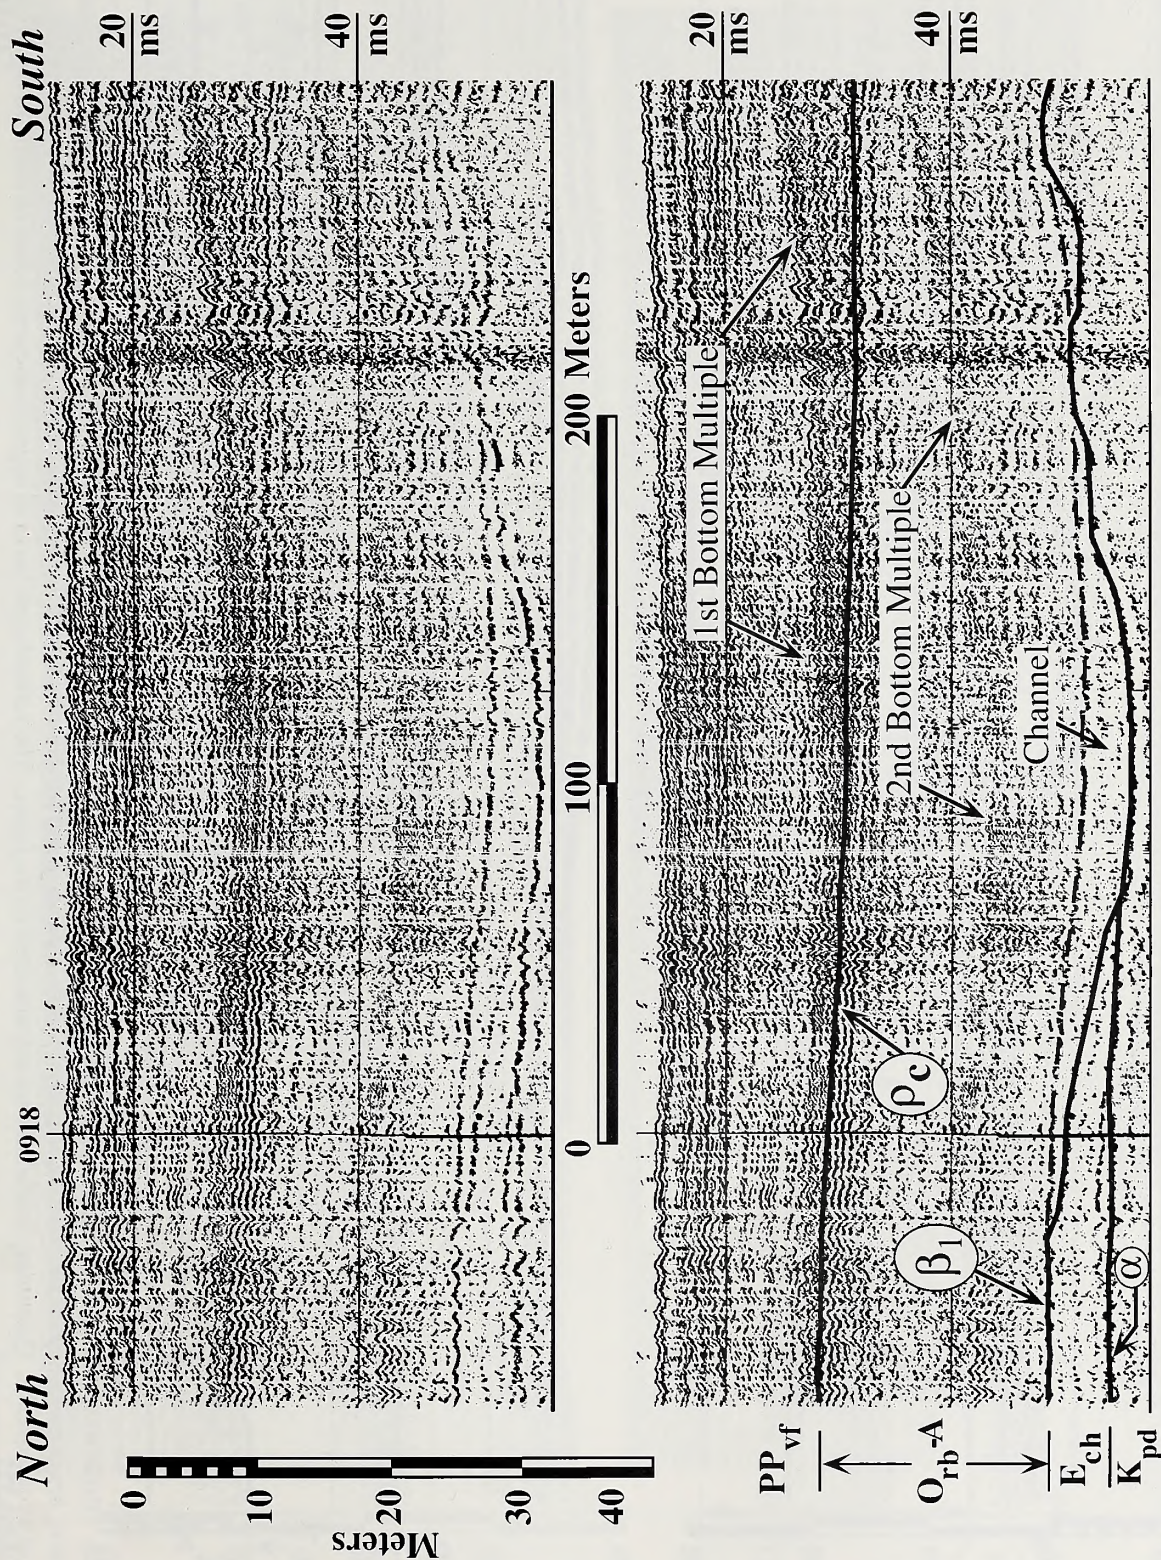 North
0918
South
20
ms
40
ms
0
10
20
30
40
Meters
0
100
200 Meters
20
ms
40
ms
1st Bottom Multiple
2nd Bottom Multiple
Channel
ρc
β1
α
PPvf
Orb-A
Ech
Kpd